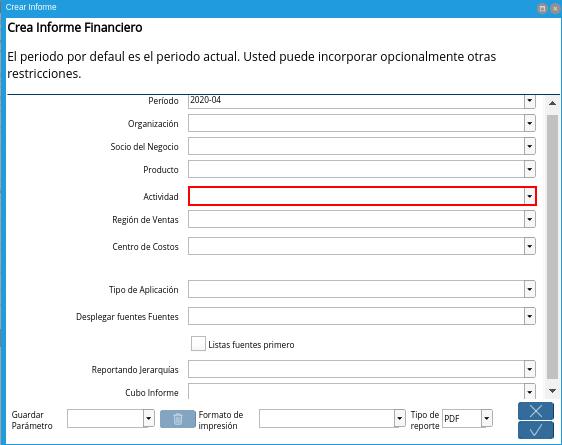 Crear Informe
Crea Informe Financiero
El periodo por defaul es el periodo actual. Usted puede incorporar opcionalmente otras
restricciones.
Período 2020-04
Organización
Socio del Negocio
Producto
Actividad
Región de Ventas
Centro de Costos
Tipo de Aplicación
Desplegar fuentes Fuentes
Listas fuentes primero
Reportando Jerarquías
Cubo Informe
Guardar
Parámetro
Formato de
impresión
Tipo de
reporte
PDF